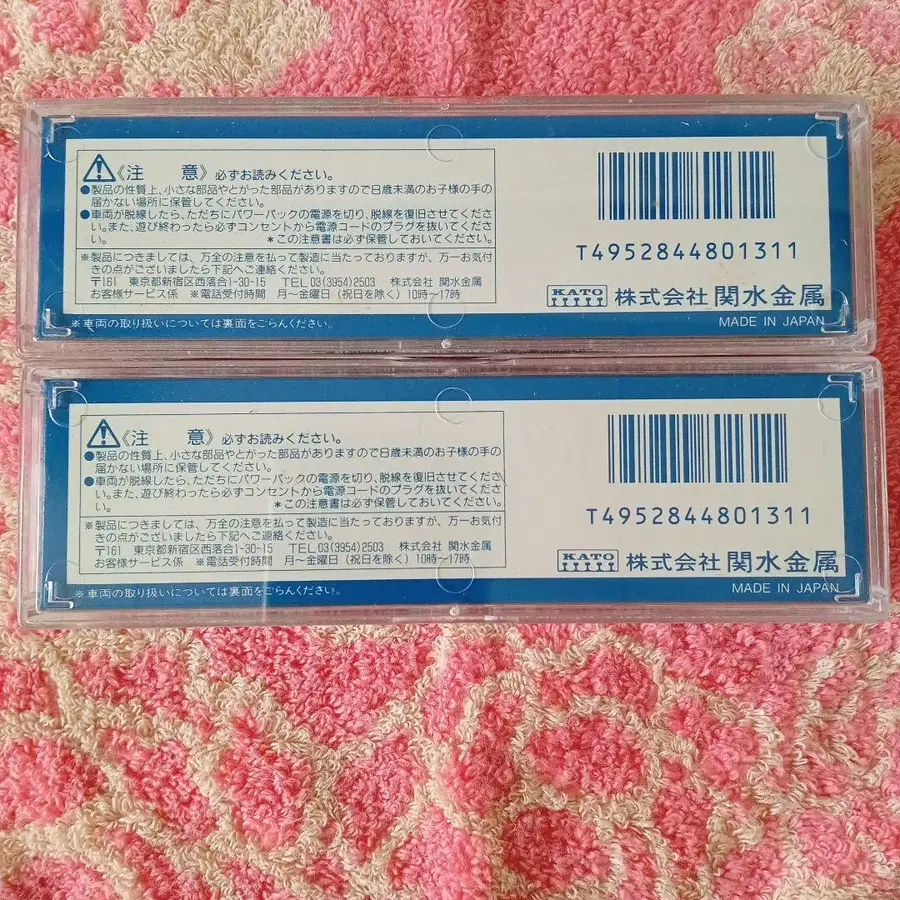 《注 意》必ずお読みください。
●製品の性質上、小さな部品やとがった部品がありますので8歳未満のお子様の手の
届かない場所に保管してください。
●車両が脱線したら、ただちにパワーパックの電源を切り、脱線を復旧させてくださ
い。また、遊び終わったら必ずコンセントから電源コードのプラグを抜いてくださ
い。 *この注意書は必ず保管しておいてください。
※製品につきましては、万全の注意を払って製造に当たっておりますが、万一お気付
きの点がございましたら下記へご連絡ください。
〒161 東京都新宿区西落合1-30-15 TEL 03(3954)2503 株式会社 関水金属
お客様サービス係 ※電話受付時間 月〜金曜日(祝日を除く)10時〜17時
※車両の取り扱いについては裏面をごらんください。
T4952844801311
KATO 株式会社 関水金属
MADE IN JAPAN
《注 意》必ずお読みください。
●製品の性質上、小さな部品やとがった部品がありますので8歳未満のお子様の手の
届かない場所に保管してください。
●車両が脱線したら、ただちにパワーパックの電源を切り、脱線を復旧させてくださ
い。また、遊び終わったら必ずコンセントから電源コードのプラグを抜いてくださ
い。 *この注意書は必ず保管しておいてください。
※製品につきましては、万全の注意を払って製造に当たっておりますが、万一お気付
きの点がございましたら下記へご連絡ください。
〒161 東京都新宿区西落合1-30-15 TEL 03(3954)2503 株式会社 関水金属
お客様サービス係 ※電話受付時間 月〜金曜日(祝日を除く)10時〜17時
※車両の取り扱いについては裏面をごらんください。
T4952844801311
KATO 株式会社 関水金属
MADE IN JAPAN